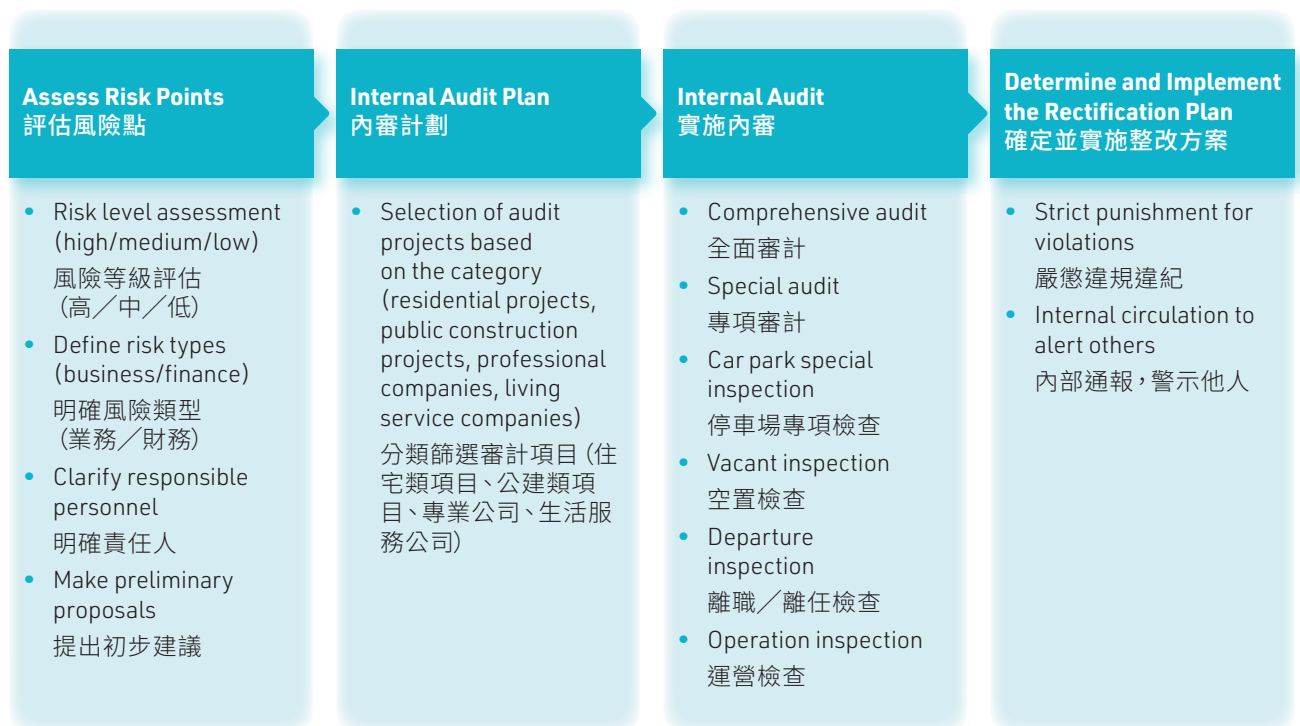 Assess Risk Points
評估風險點
• Risk level assessment
(high/medium/low)
風險等級評估
(高／中／低)
• Define risk types
(business/finance)
明確風險類型
(業務／財務)
• Clarify responsible
personnel
明確責任人
• Make preliminary
proposals
提出初步建議
Internal Audit Plan
內審計劃
• Selection of audit
projects based
on the category
(residential projects,
public construction
projects, professional
companies, living
service companies)
分類篩選審計項目(住
宅類項目、公建類項
目、專業公司、生活服
務公司)
Internal Audit
實施內審
• Comprehensive audit
全面審計
• Special audit
專項審計
• Car park special
inspection
停車場專項檢查
• Vacant inspection
空置檢查
• Departure
inspection
離職／離任檢查
• Operation inspection
運營檢查
Determine and Implement
the Rectification Plan
確定並實施整改方案
• Strict punishment for
violations
嚴懲違規違紀
• Internal circulation to
alert others
內部通報，警示他人